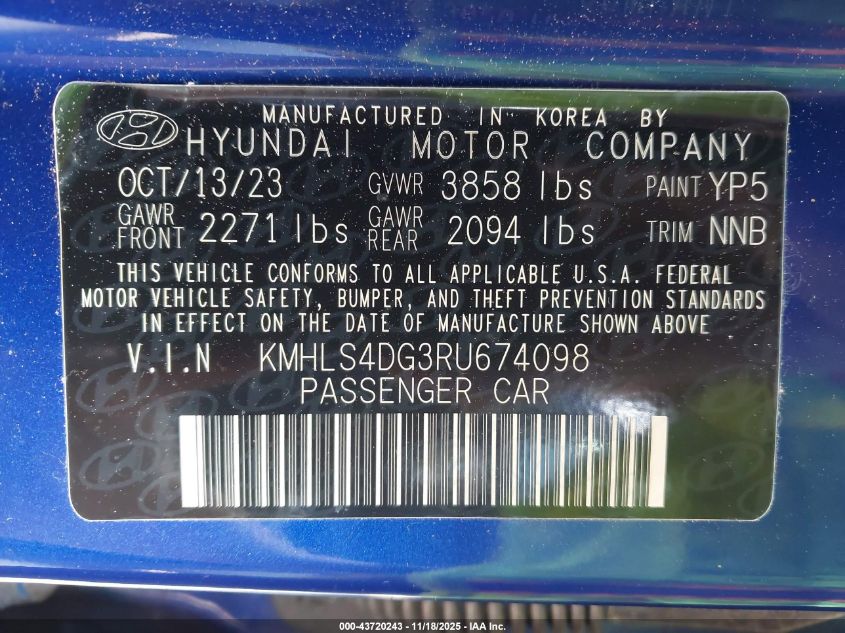 MANUFACTURED IN KOREA BY
HYUNDAI MOTOR COMPANY
OCT/13/23 GVWR 3858 lbs PAINT YP5
GAWR FRONT 2271 lbs GAWR REAR 2094 lbs TRIM NNB
THIS VEHICLE CONFORMS TO ALL APPLICABLE U.S.A. FEDERAL
MOTOR VEHICLE SAFETY, BUMPER, AND THEFT PREVENTION STANDARDS
IN EFFECT ON THE DATE OF MANUFACTURE SHOWN ABOVE
V.I.N KMHLS4DG3RU674098
PASSENGER CAR
000-43720243 - 11/18/2025 - IAA Inc.